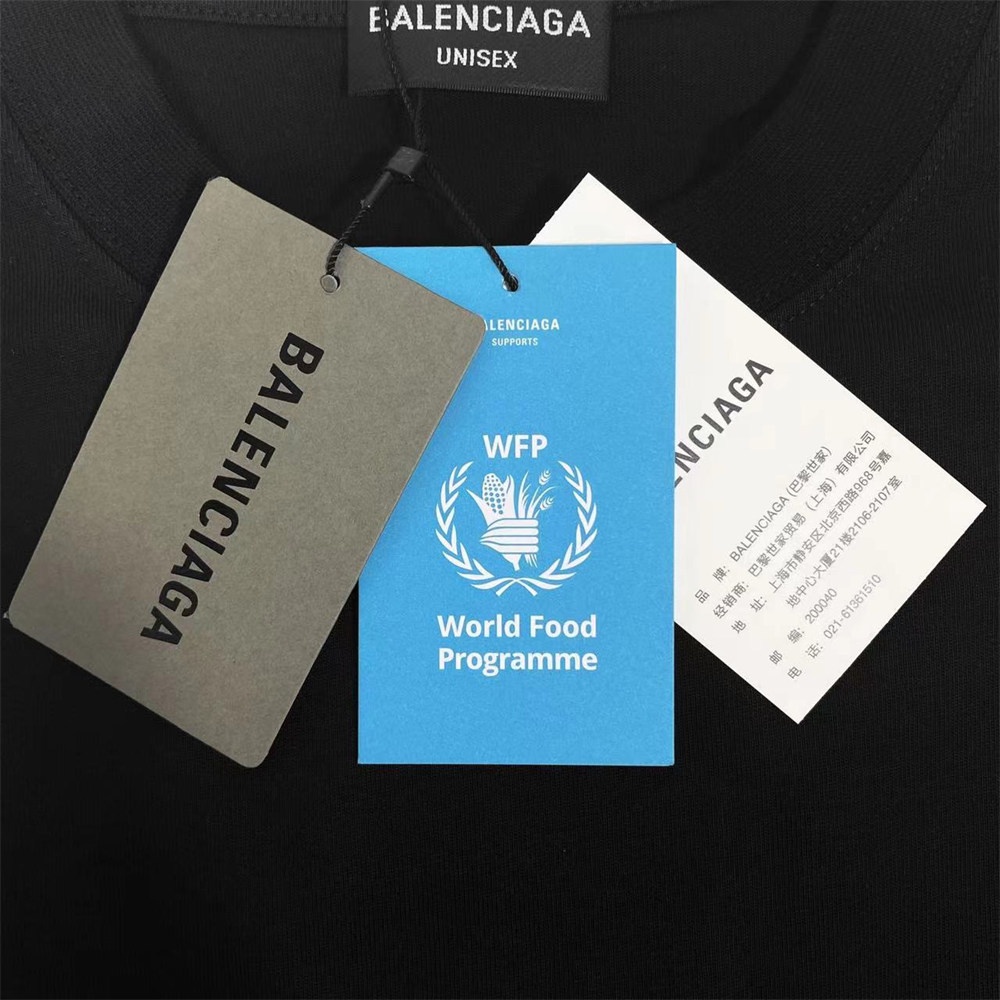 BALENCIAGA
UNISEX
BALENCIAGA
ALENCIAGA
SUPPORTS
WFP
World Food
Programme
ENCIAGA
品 牌: BALENCIAGA (巴黎世家)
经销商: 巴黎世家贸易（上海）有限公司
地 址: 上海市静安区北京西路968号嘉
地中心大厦21楼2106-2107室
邮 编: 200040
电 话: 021-61361510